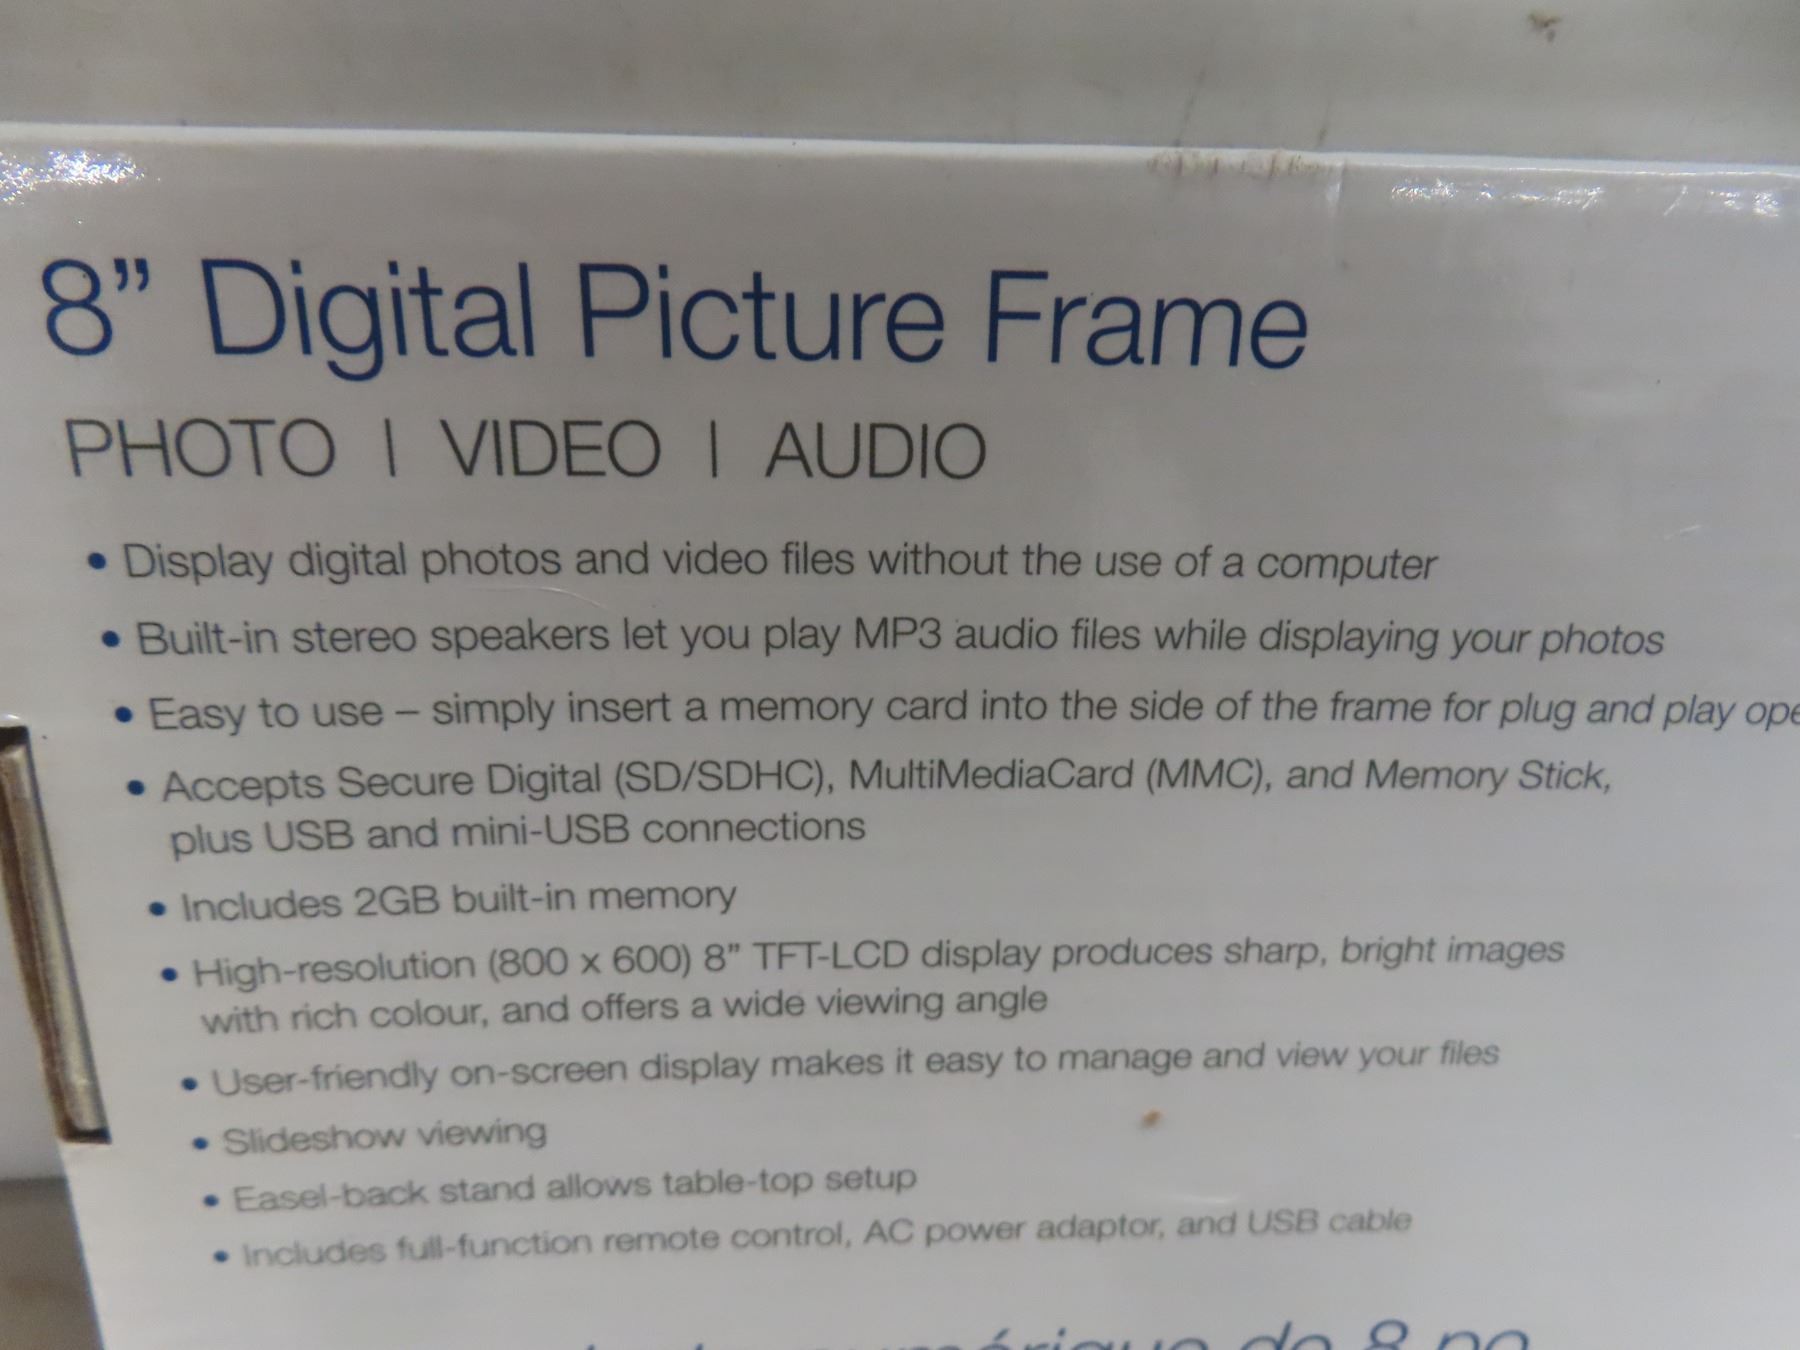 8” Digital Picture Frame
PHOTO | VIDEO | AUDIO
• Display digital photos and video files without the use of a computer
• Built-in stereo speakers let you play MP3 audio files while displaying your photos
• Easy to use – simply insert a memory card into the side of the frame for plug and play ope
• Accepts Secure Digital (SD/SDHC), MultiMediaCard (MMC), and Memory Stick,
plus USB and mini-USB connections
• Includes 2GB built-in memory
• High-resolution (800 x 600) 8” TFT-LCD display produces sharp, bright images
with rich colour, and offers a wide viewing angle
• User-friendly on-screen display makes it easy to manage and view your files
• Slideshow viewing
• Easel-back stand allows table-top setup
• Includes full-function remote control, AC power adaptor, and USB cable
de 8 po